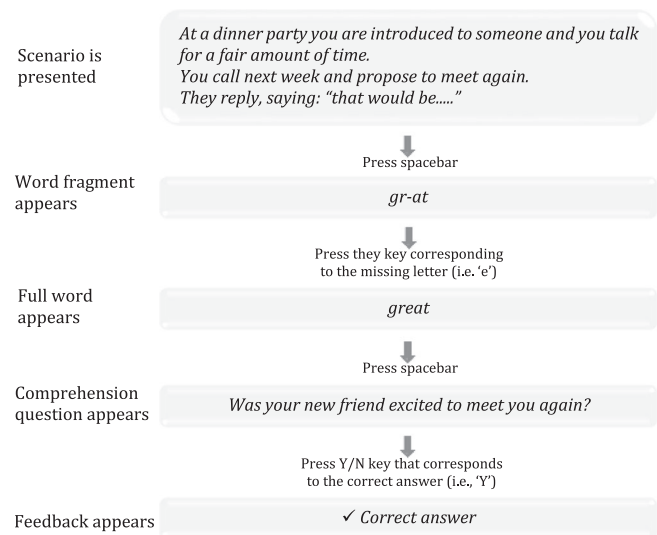 Scenario is
presented
At a dinner party you are introduced to someone and you talk
for a fair amount of time.
You call next week and propose to meet again.
They reply, saying: “that would be.....”
Press spacebar
Word fragment
appears
gr-at
Press they key corresponding
to the missing letter (i.e. ‘e’)
Full word
appears
great
Press spacebar
Comprehension
question appears
Was your new friend excited to meet you again?
Press Y/N key that corresponds
to the correct answer (i.e., ‘Y’)
Feedback appears
✓ Correct answer